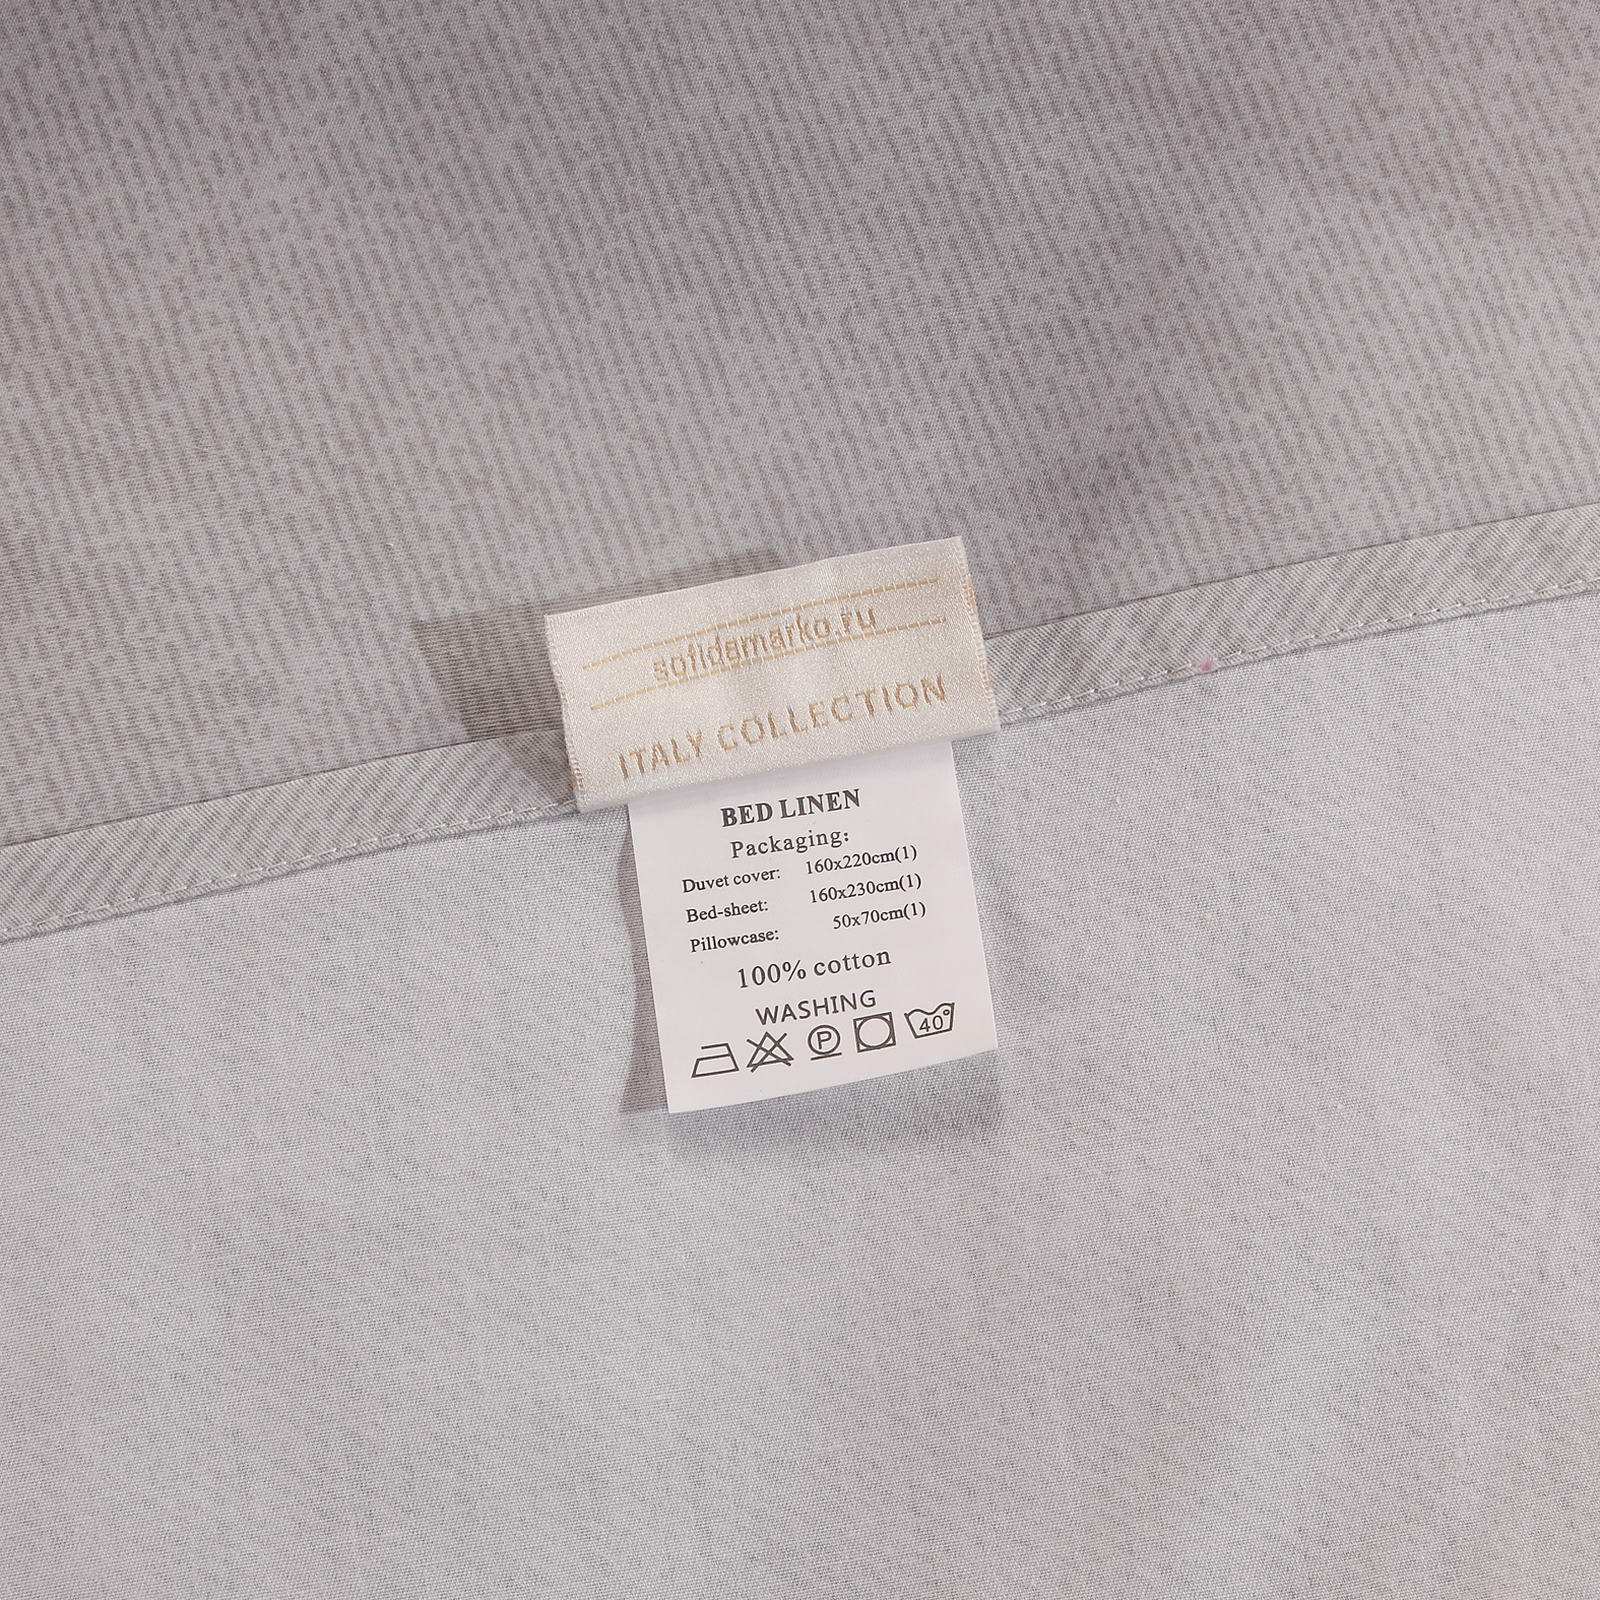 sofidamarko.ru
ITALY COLLECTION
BED LINEN
Packaging:
Duvet cover: 160x220cm(1)
Bed-sheet: 160x230cm(1)
Pillowcase: 50x70cm(1)
100% cotton
WASHING
P 40°